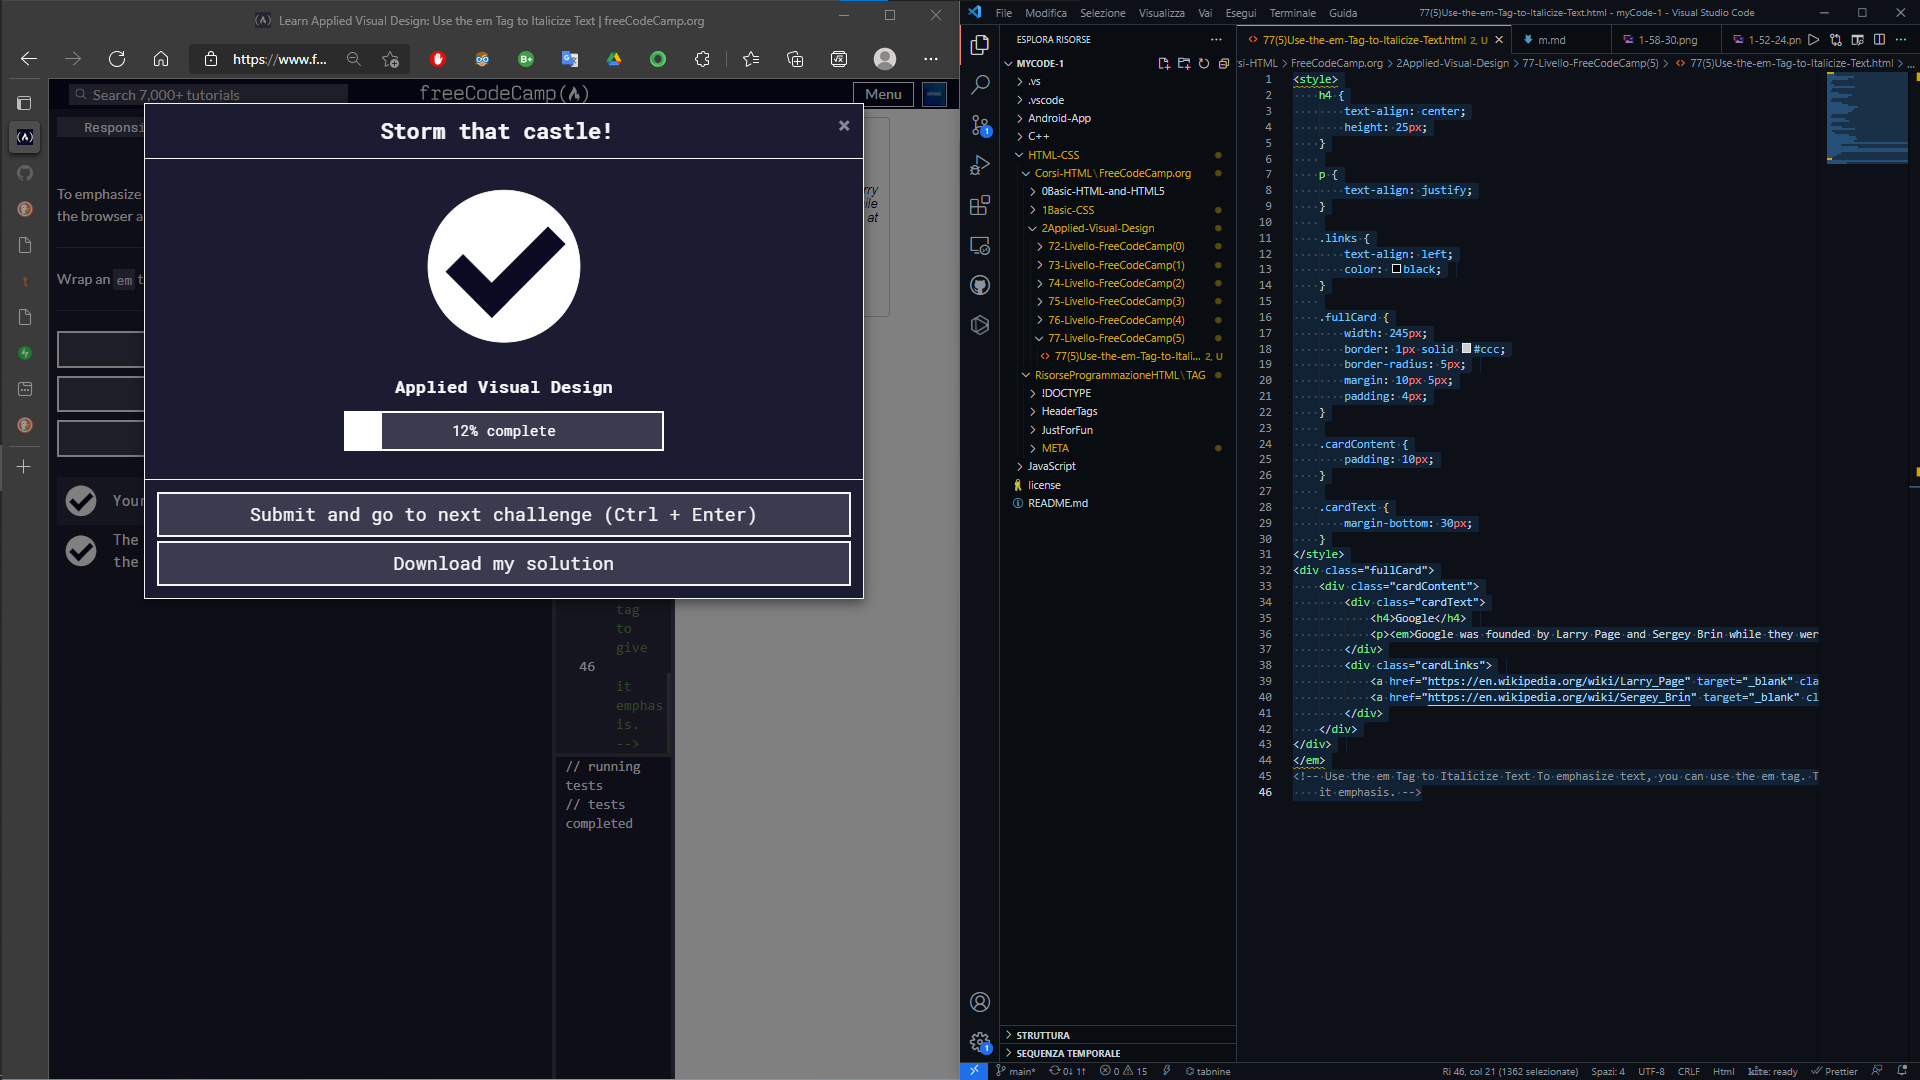 Learn Applied Visual Design: Use the em Tag to Italicize Text | freeCodeCamp.org
https://www.f...
Search 7,000+ tutorials
freeCodeCamp
Menu
Responsi
To emphasize
the browser a
Wrap an em t
Your
The
the
rry
ile
at
Storm that castle!
×
Applied Visual Design
12% complete
Submit and go to next challenge (Ctrl + Enter)
Download my solution
tag
to
give
46
it
emphas
is.
-->
// running
tests
// tests
completed
File Modifica Selezione Visualizza Vai Esegui Terminale Guida
77(5)Use-the-em-Tag-to-Italicize-Text.html - myCode-1 - Visual Studio Code
ESPLORA RISORSE
MYCODE-1
.vs
.vscode
Android-App
C++
HTML-CSS
Corsi-HTML\FreeCodeCamp.org
0Basic-HTML-and-HTML5
1Basic-CSS
2Applied-Visual-Design
72-Livello-FreeCodeCamp(0)
73-Livello-FreeCodeCamp(1)
74-Livello-FreeCodeCamp(2)
75-Livello-FreeCodeCamp(3)
76-Livello-FreeCodeCamp(4)
77-Livello-FreeCodeCamp(5)
77(5)Use-the-em-Tag-to-Itali... 2, U
RisorseProgrammazioneHTML\TAG
!DOCTYPE
HeaderTags
JustForFun
META
JavaScript
license
README.md
STRUTTURA
SEQUENZA TEMPORALE
77(5)Use-the-em-Tag-to-Italicize-Text.html 2, U
m.md
1-58-30.png
1-52-24.pn
rsi-HTML > FreeCodeCamp.org > 2Applied-Visual-Design > 77-Livello-FreeCodeCamp(5) > 77(5)Use-the-em-Tag-to-Italicize-Text.html > ...
1 <style>
2 h4 {
3 text-align: center;
4 height: 25px;
5 }
6
7 p {
8 text-align: justify;
9 }
10
11 .links {
12 text-align: left;
13 color: black;
14 }
15
16 .fullCard {
17 width: 245px;
18 border: 1px solid #ccc;
19 border-radius: 5px;
20 margin: 10px 5px;
21 padding: 4px;
22 }
23
24 .cardContent {
25 padding: 10px;
26 }
27
28 .cardText {
29 margin-bottom: 30px;
30 }
31 </style>
32 <div class="fullCard">
33 <div class="cardContent">
34 <div class="cardText">
35 <h4>Google</h4>
36 <p><em>Google was founded by Larry Page and Sergey Brin while they wer
37 </div>
38 <div class="cardLinks">
39 <a href="https://en.wikipedia.org/wiki/Larry_Page" target="_blank" cla
40 <a href="https://en.wikipedia.org/wiki/Sergey_Brin" target="_blank" cl
41 </div>
42 </div>
43 </div>
44 </em>
45 <!-- Use the em Tag to Italicize Text To emphasize text, you can use the em tag. T
46 it emphasis. -->
main* 0↓ 1↑ 0 15 tabnine
Ri 46, col 21 (1362 selezionate) Spazi: 4 UTF-8 CRLF Html kite: ready Prettier